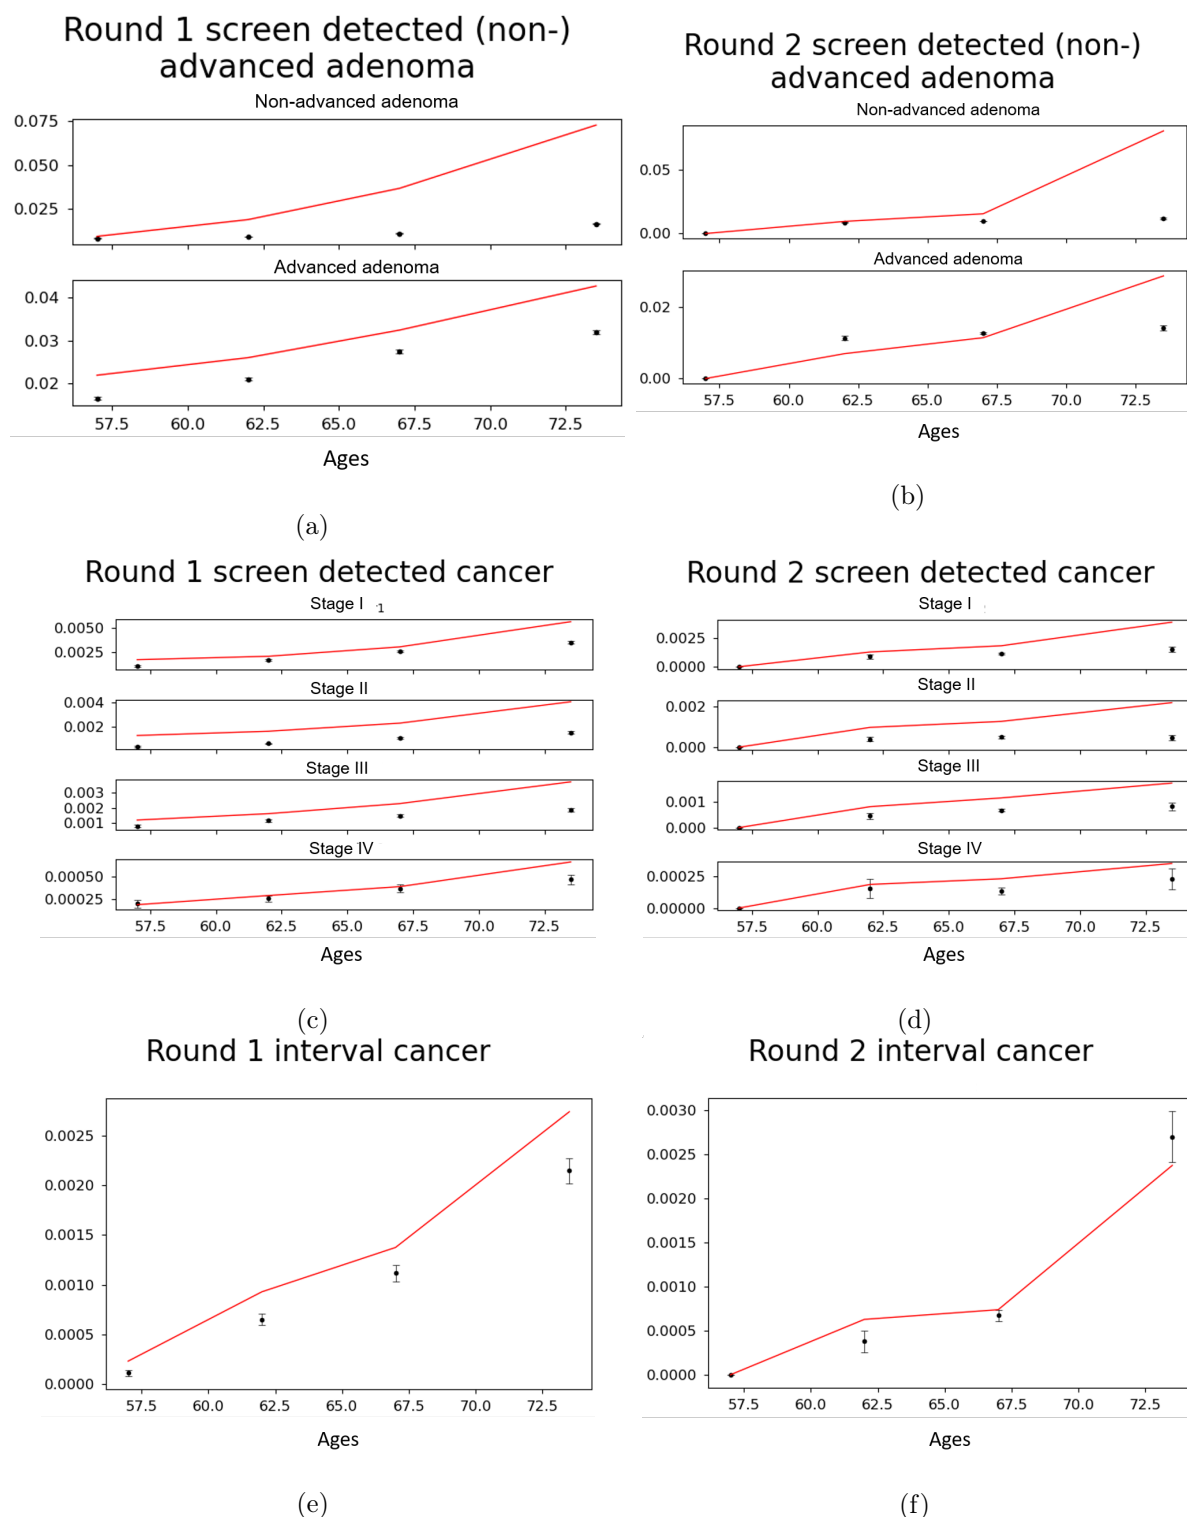 Round 1 screen detected (non-)
advanced adenoma
Non-advanced adenoma
0.075
0.050
0.025
Advanced adenoma
0.04
0.03
0.02
57.5 60.0 62.5 65.0 67.5 70.0 72.5
Ages
(a)
Round 2 screen detected (non-)
advanced adenoma
Non-advanced adenoma
0.05
0.00
Advanced adenoma
0.02
0.00
57.5 60.0 62.5 65.0 67.5 70.0 72.5
Ages
(b)
Round 1 screen detected cancer
Stage I 1
0.0050
0.0025
Stage II
0.004
0.002
Stage III
0.003
0.002
0.001
Stage IV
0.00050
0.00025
57.5 60.0 62.5 65.0 67.5 70.0 72.5
Ages
(c)
Round 2 screen detected cancer
Stage I
0.0025
0.0000
Stage II
0.002
0.000
Stage III
0.001
0.000
Stage IV
0.00025
0.00000
57.5 60.0 62.5 65.0 67.5 70.0 72.5
Ages
(d)
Round 1 interval cancer
0.0025
0.0020
0.0015
0.0010
0.0005
0.0000
57.5 60.0 62.5 65.0 67.5 70.0 72.5
Ages
(e)
Round 2 interval cancer
0.0030
0.0025
0.0020
0.0015
0.0010
0.0005
0.0000
57.5 60.0 62.5 65.0 67.5 70.0 72.5
Ages
(f)